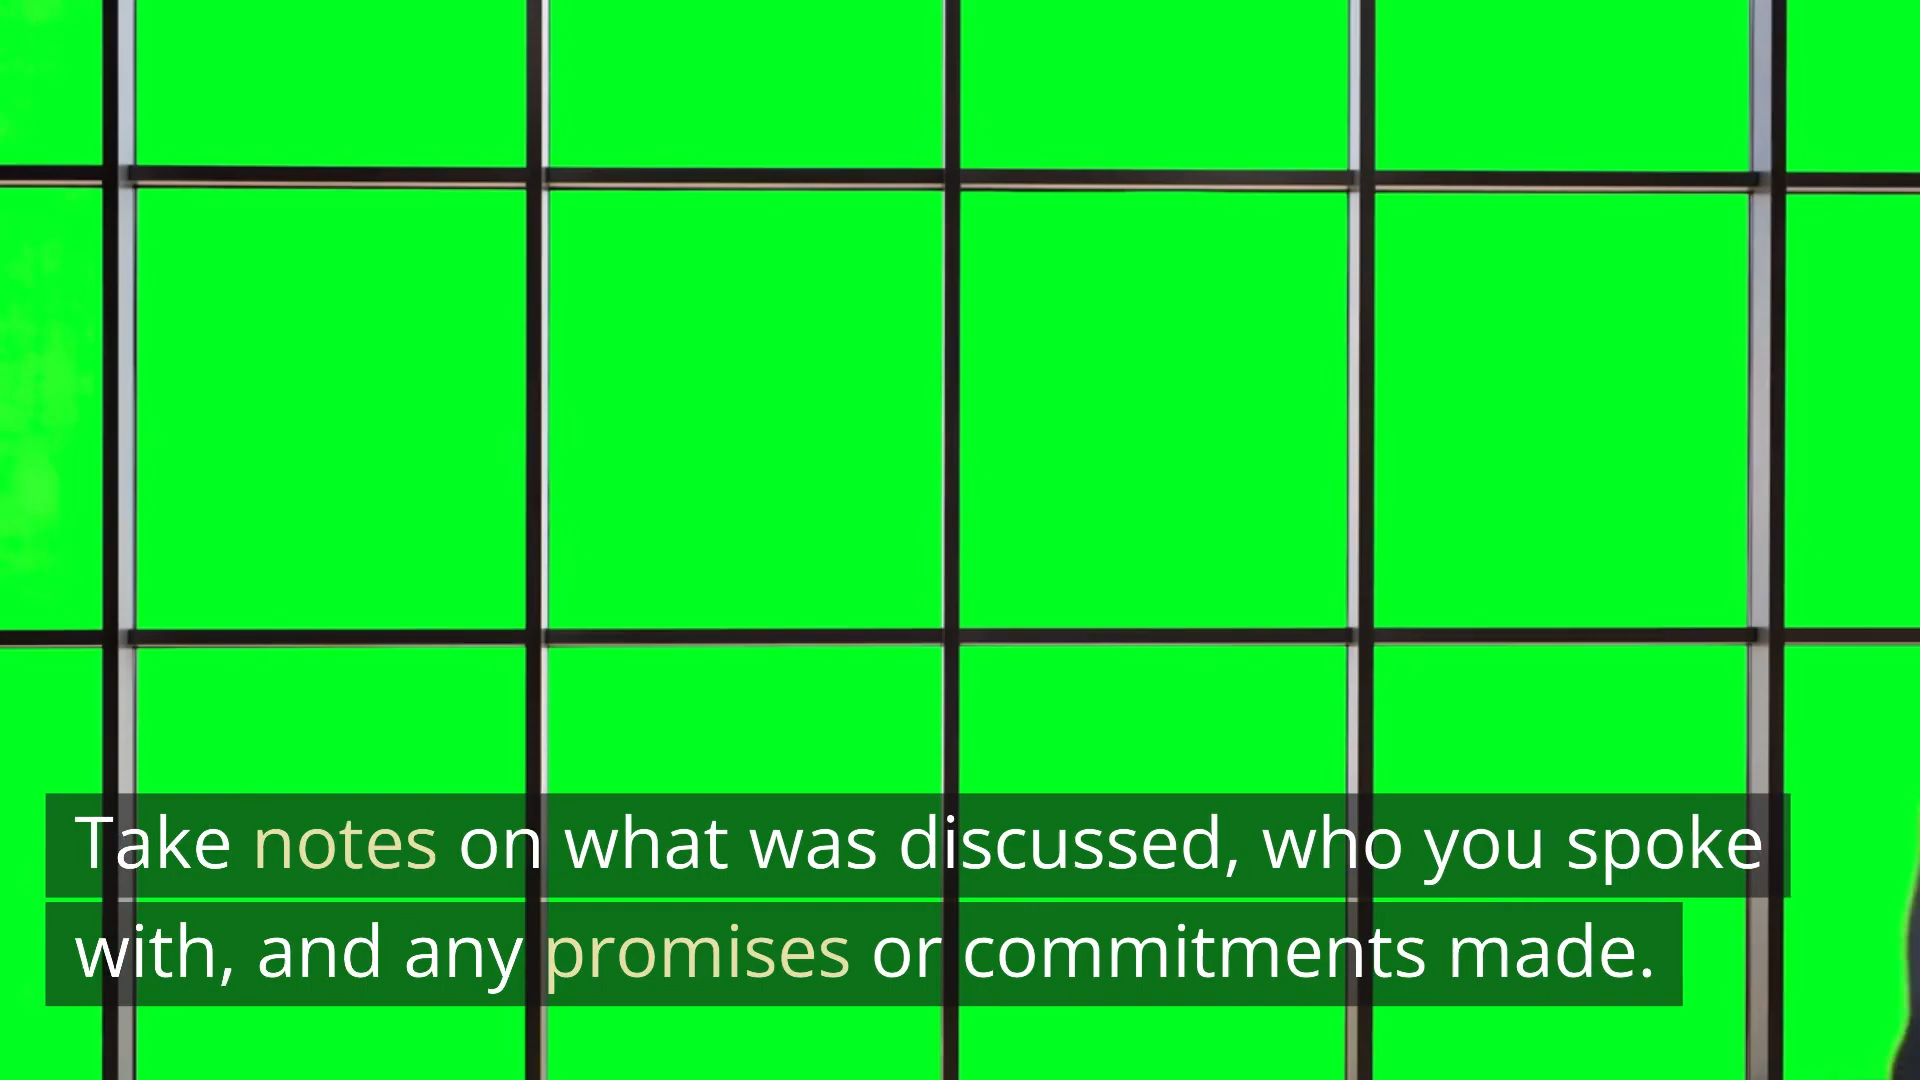 Take notes on what was discussed, who you spoke
with, and any promises or commitments made.